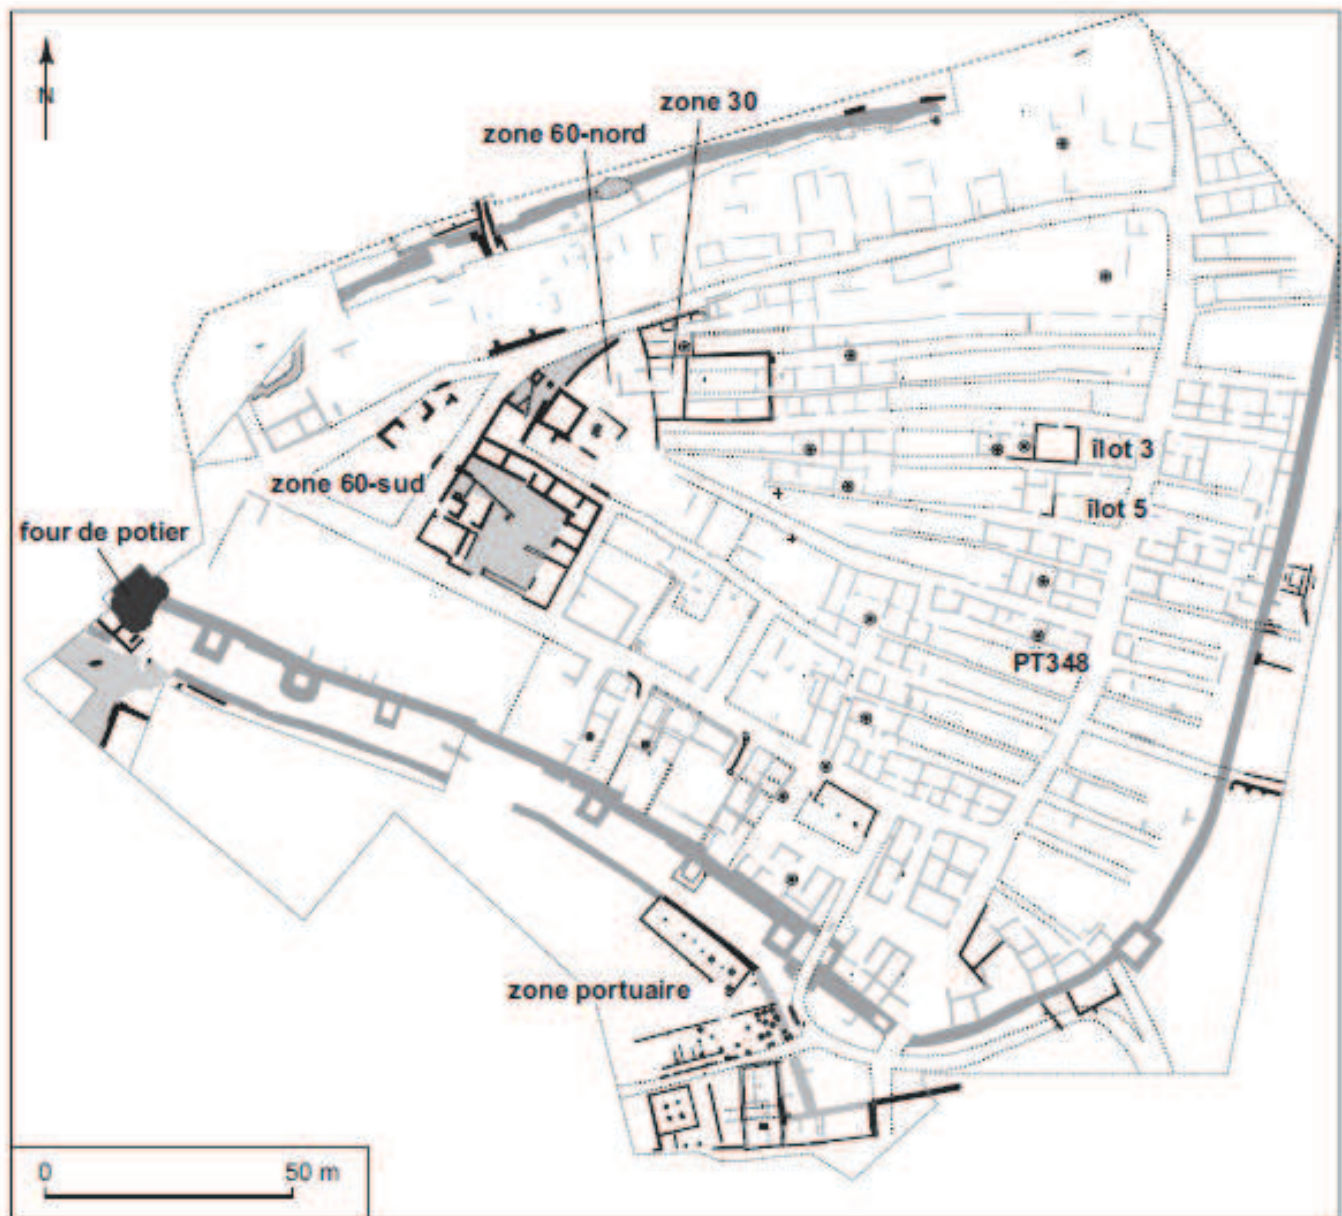 N
zone 30
zone 60-nord
îlot 3
zone 60-sud
îlot 5
four de potier
PT348
zone portuaire
0 50 m